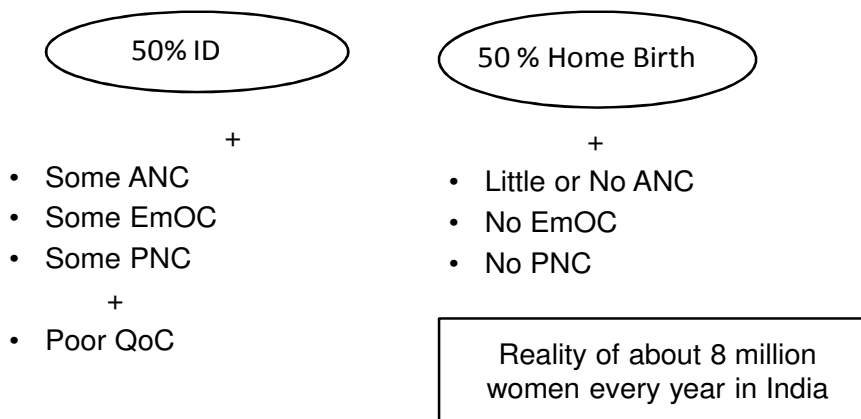 50% ID
+
• Some ANC
• Some EmOC
• Some PNC
+
• Poor QoC
50 % Home Birth
+
• Little or No ANC
• No EmOC
• No PNC
Reality of about 8 million
women every year in India